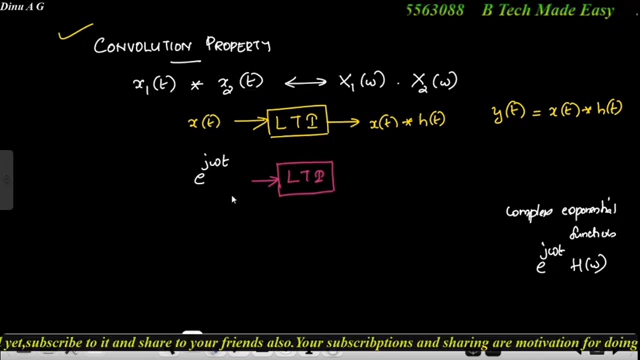 Dinu A G
5563088 B Tech Made Easy
CONVOLUTION PROPERTY
x₁(t) * x₂(t) ⟷ X₁(ω) . X₂(ω)
x(t) → LTI → x(t) * h(t)
y(t) = x(t) * h(t)
e^jωt → LTI
complex exponential
function
e^jωt H(ω)
yet,subscribe to it and share to your friends also.Your subscribptions and sharing are motivation for doing